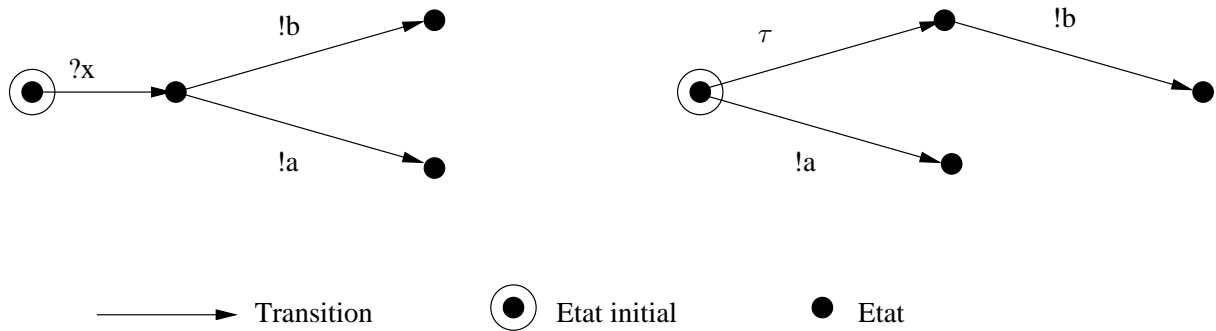 ?x
!b
!a
τ
!b
!a
Transition
Etat initial
Etat